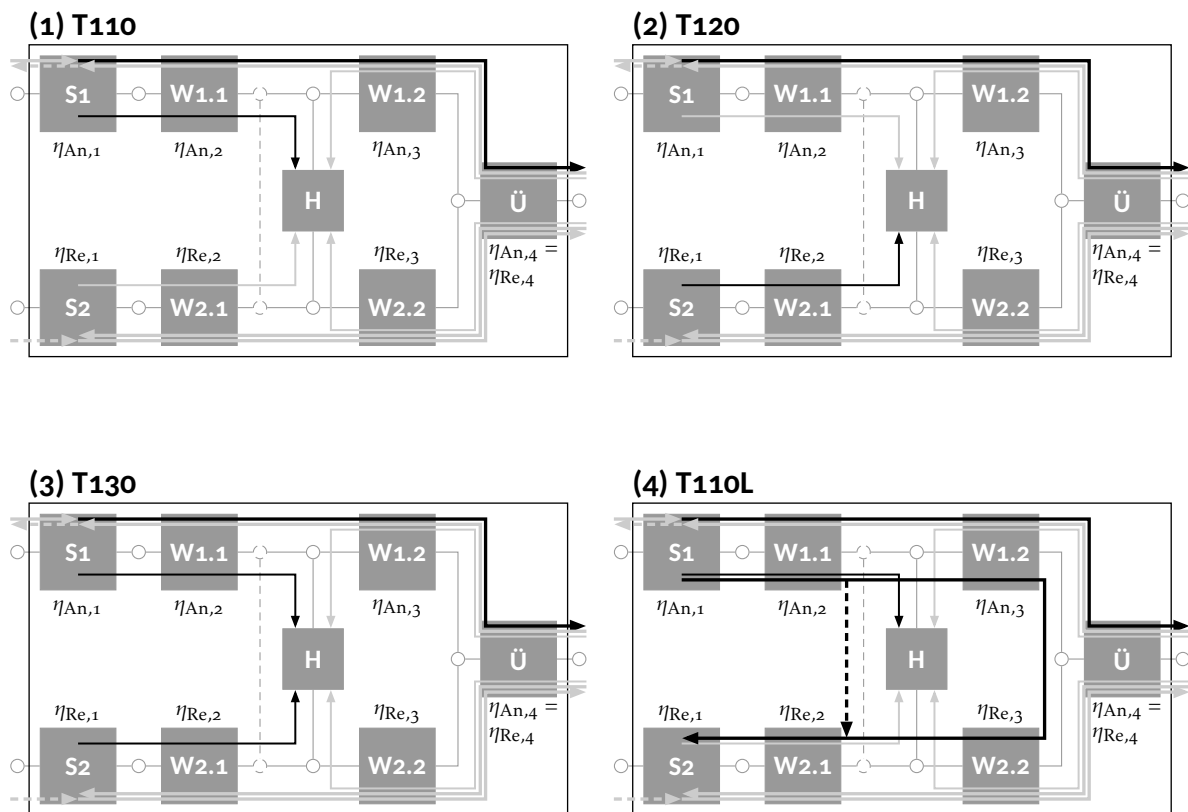 (1) T110
(2) T120
S1 W1.1 W1.2
ηAn,1 ηAn,2 ηAn,3
H Ü
ηRe,1 ηRe,2 ηRe,3 ηAn,4 =
ηRe,4
S2 W2.1 W2.2
S1 W1.1 W1.2
ηAn,1 ηAn,2 ηAn,3
H Ü
ηRe,1 ηRe,2 ηRe,3 ηAn,4 =
ηRe,4
S2 W2.1 W2.2
(3) T130
(4) T110L
S1 W1.1 W1.2
ηAn,1 ηAn,2 ηAn,3
H Ü
ηRe,1 ηRe,2 ηRe,3 ηAn,4 =
ηRe,4
S2 W2.1 W2.2
S1 W1.1 W1.2
ηAn,1 ηAn,2 ηAn,3
H Ü
ηRe,1 ηRe,2 ηRe,3 ηAn,4 =
ηRe,4
S2 W2.1 W2.2